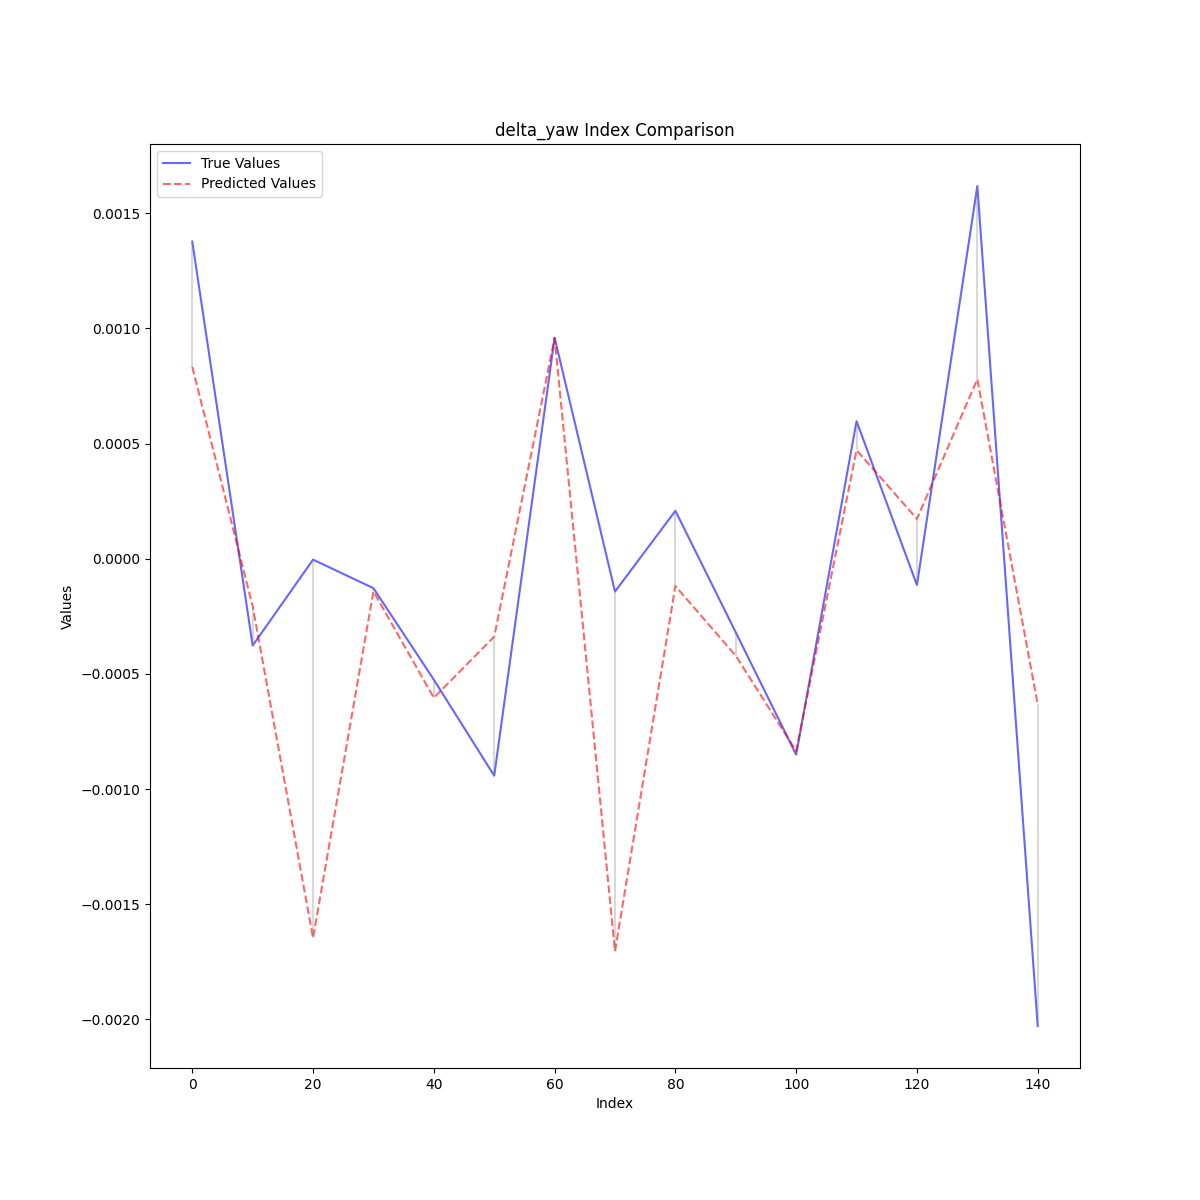 delta_yaw Index Comparison
True Values
Predicted Values
0.0015
0.0010
0.0005
0.0000
−0.0005
−0.0010
−0.0015
−0.0020
Values
0 20 40 60 80 100 120 140
Index